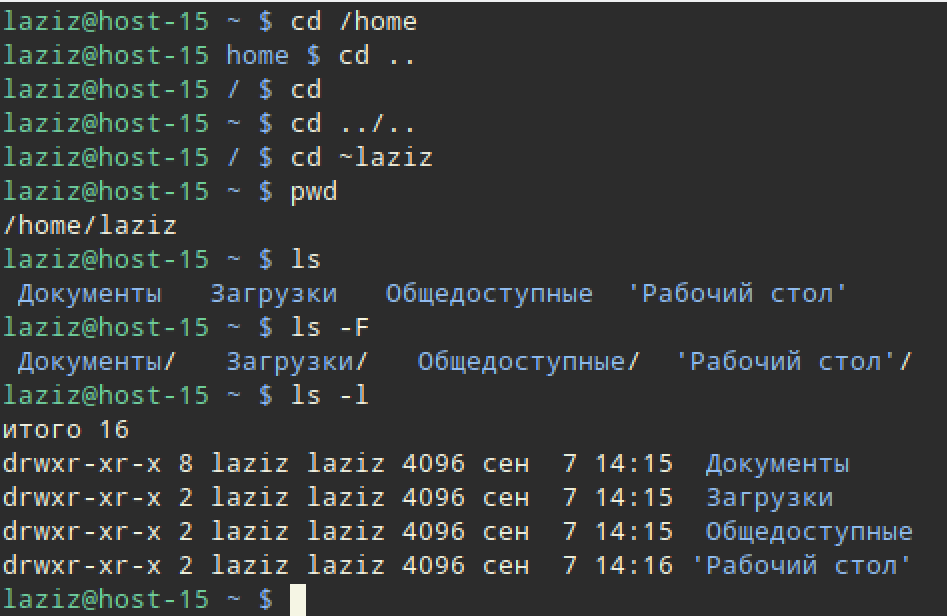 laziz@host-15 ~ $ cd /home
laziz@host-15 home $ cd ..
laziz@host-15 / $ cd
laziz@host-15 ~ $ cd ../..
laziz@host-15 / $ cd ~laziz
laziz@host-15 ~ $ pwd
/home/laziz
laziz@host-15 ~ $ ls
 Документы   Загрузки   Общедоступные  'Рабочий стол'
laziz@host-15 ~ $ ls -F
 Документы/   Загрузки/   Общедоступные/  'Рабочий стол'/
laziz@host-15 ~ $ ls -l
итого 16
drwxr-xr-x 8 laziz laziz 4096 сен  7 14:15  Документы
drwxr-xr-x 2 laziz laziz 4096 сен  7 14:15  Загрузки
drwxr-xr-x 2 laziz laziz 4096 сен  7 14:15  Общедоступные
drwxr-xr-x 2 laziz laziz 4096 сен  7 14:16 'Рабочий стол'
laziz@host-15 ~ $